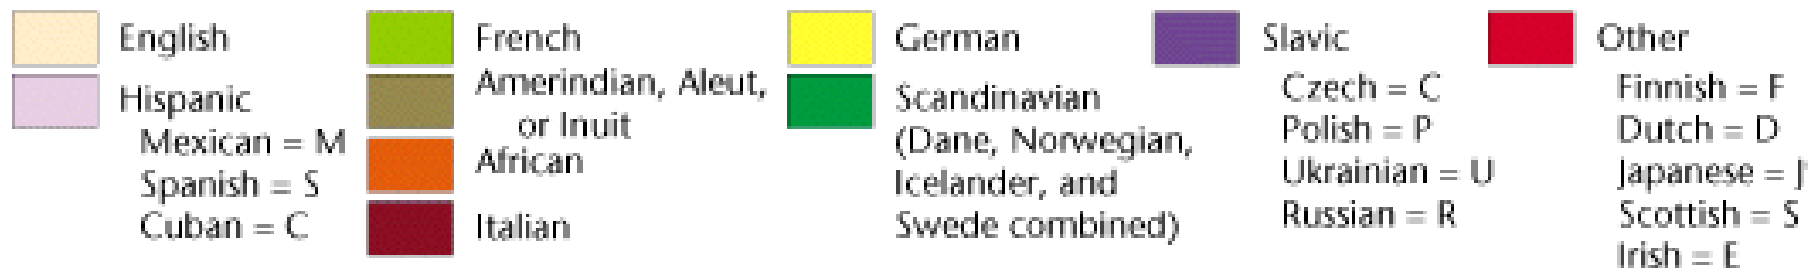 English
Hispanic
Mexican = M
Spanish = S
Cuban = C
French
Amerindian, Aleut,
or Inuit
African
Italian
German
Scandinavian
(Dane, Norwegian,
Icelander, and
Swede combined)
Slavic
Czech = C
Polish = P
Ukrainian = U
Russian = R
Other
Finnish = F
Dutch = D
Japanese = J
Scottish = S
Irish = E